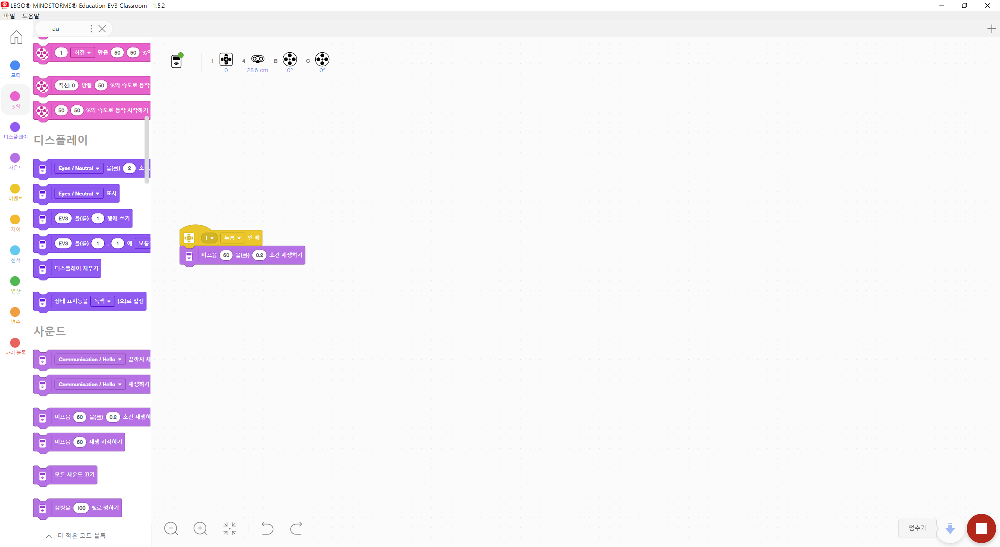 LEGO® MINDSTORMS® Education EV3 Classroom - 1.5.2
파일 도움말
aa
모터
동작
디스플레이
사운드
이벤트
제어
센서
연산
변수
마이 블록
1 회전 만큼 50 50 %의
직선: 0 방향 50 %의 속도로 동작
50 50 %의 속도로 동작 시작하기
디스플레이
Eyes / Neutral 을(를) 2 초
Eyes / Neutral 표시
EV3 을(를) 1 행에 쓰기
EV3 을(를) 1 , 1 에 보통
디스플레이 지우기
상태 표시등을 녹색 (으)로 설정
사운드
Communication / Hello 끝까지 재
Communication / Hello 재생하기
비프음 60 을(를) 0.2 초간 재생하
비프음 60 재생 시작하기
모든 사운드 끄기
음량을 100 %로 정하기
더 적은 코드 블록
1 4 B C
0 28.6 cm 0° 0°
1 누름 일 때
비프음 60 을(를) 0.2 초간 재생하기
멈추기